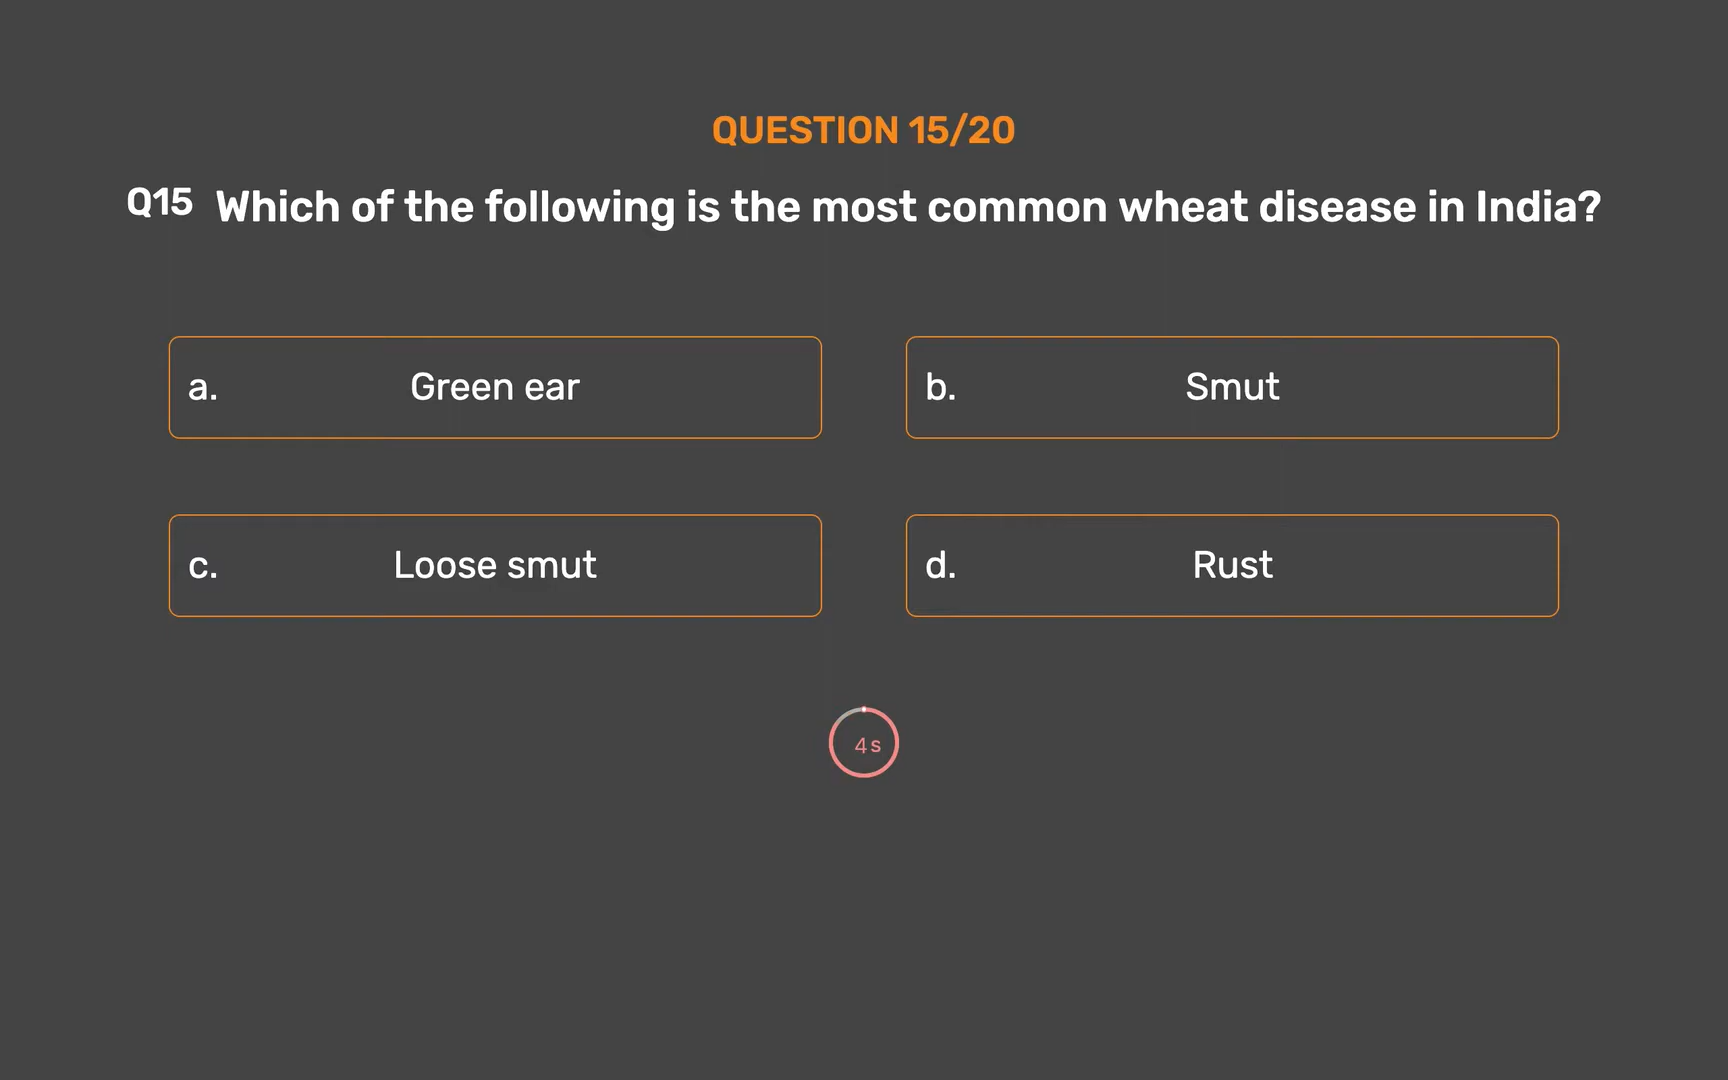 QUESTION 15/20
Q15 Which of the following is the most common wheat disease in India?
a. Green ear
b. Smut
c. Loose smut
d. Rust
4s